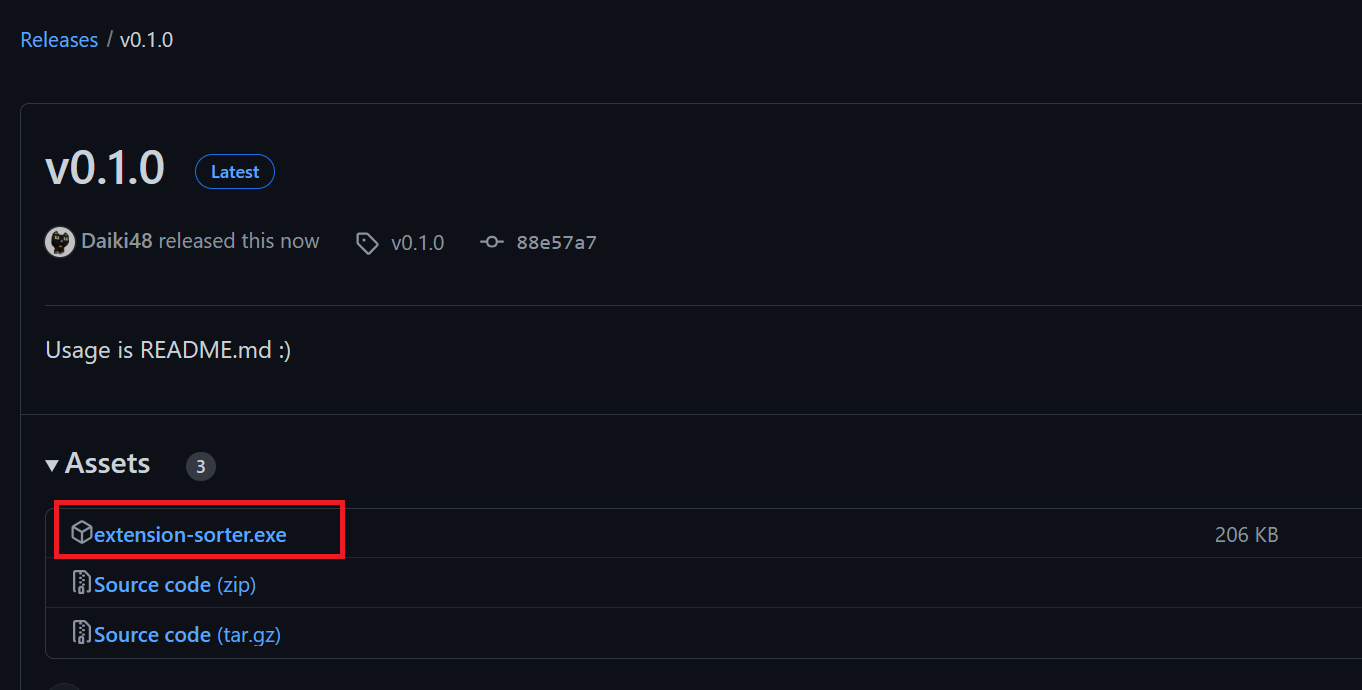 Releases / v0.1.0
v0.1.0 Latest
Daiki48 released this now v0.1.0 88e57a7
Usage is README.md :)
Assets 3
extension-sorter.exe 206 KB
Source code (zip)
Source code (tar.gz)